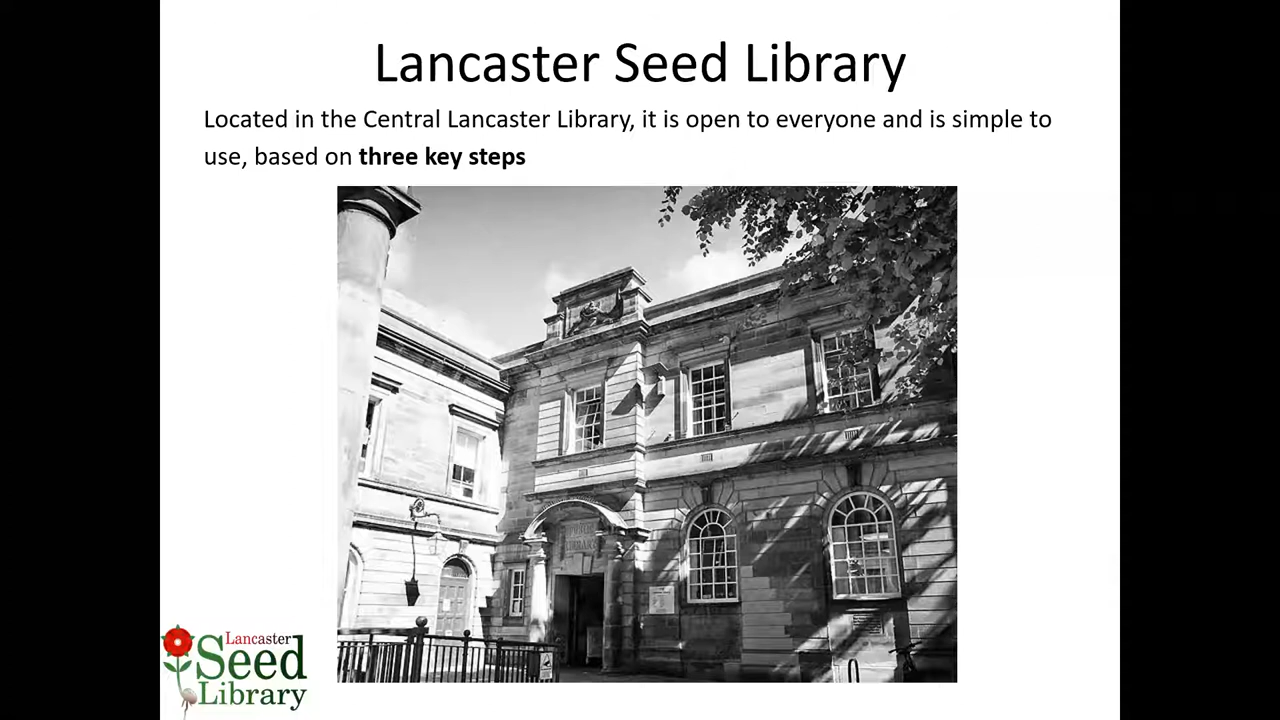 Lancaster Seed Library
Located in the Central Lancaster Library, it is open to everyone and is simple to
use, based on three key steps
Lancaster
Seed
Library